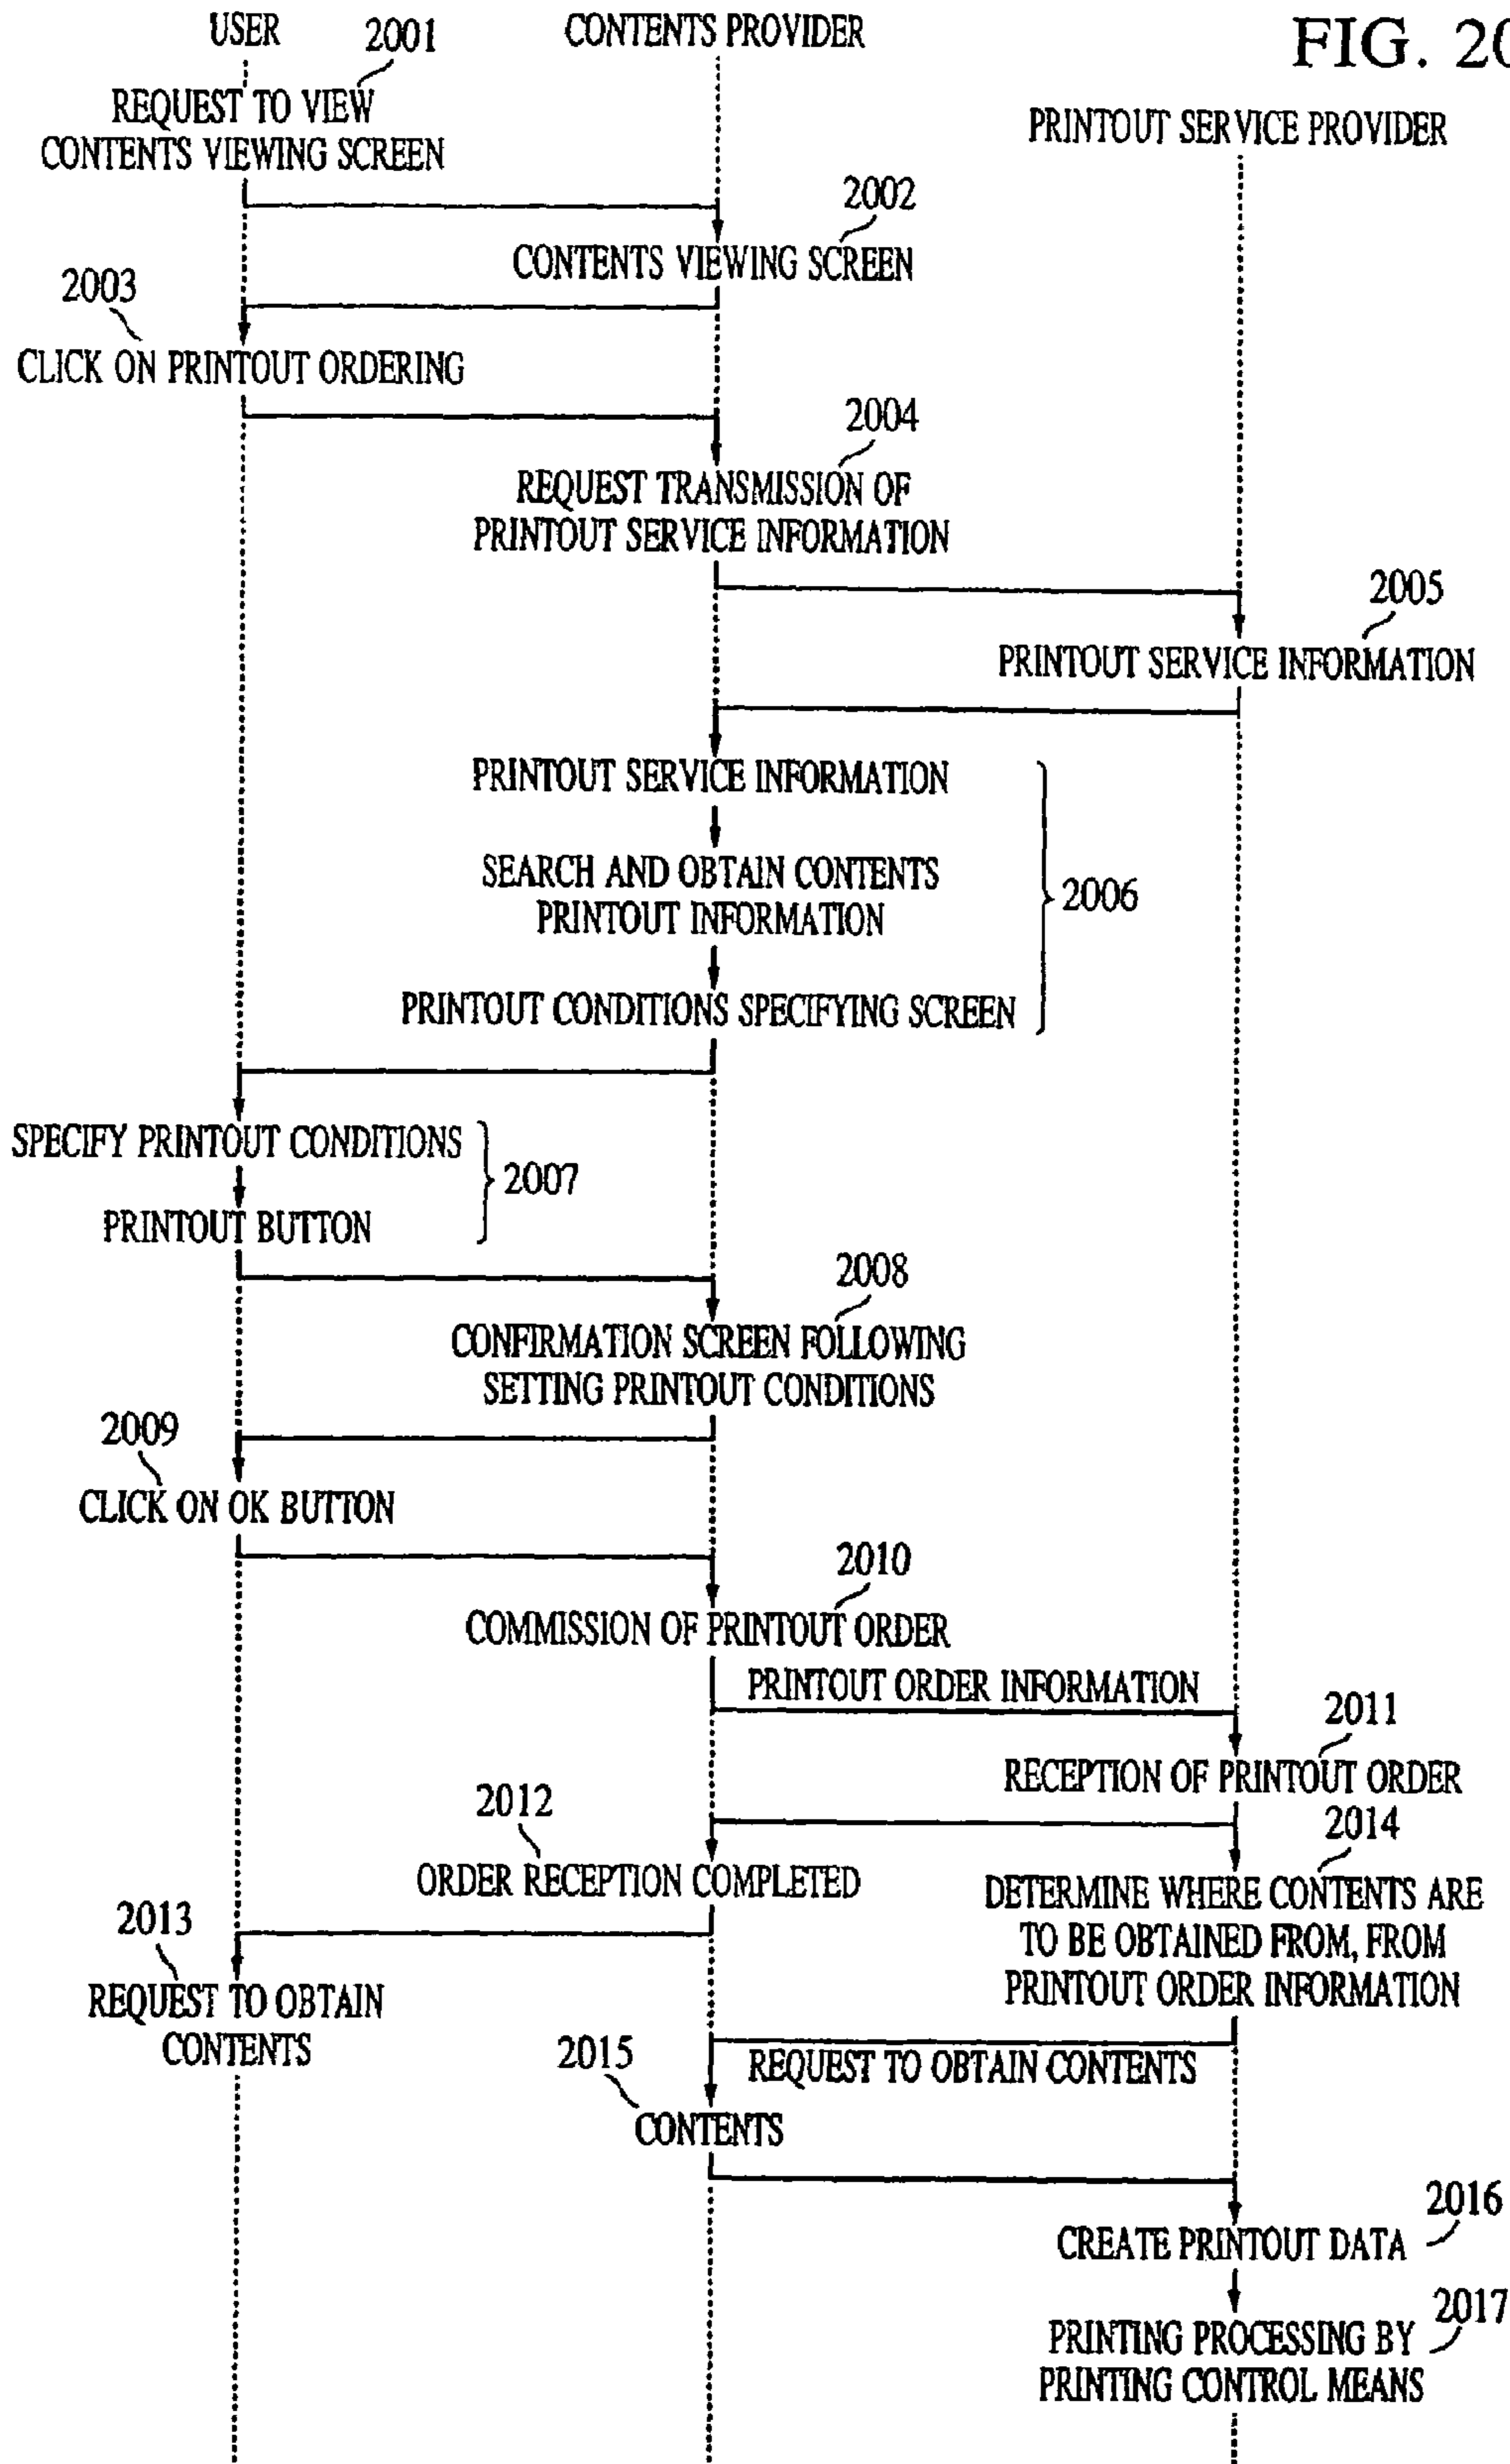 FIG. 20
USER
2001
CONTENTS PROVIDER
PRINTOUT SERVICE PROVIDER
REQUEST TO VIEW
CONTENTS VIEWING SCREEN
2002
CONTENTS VIEWING SCREEN
2003
CLICK ON PRINTOUT ORDERING
2004
REQUEST TRANSMISSION OF
PRINTOUT SERVICE INFORMATION
2005
PRINTOUT SERVICE INFORMATION
PRINTOUT SERVICE INFORMATION
SEARCH AND OBTAIN CONTENTS
PRINTOUT INFORMATION
2006
PRINTOUT CONDITIONS SPECIFYING SCREEN
SPECIFY PRINTOUT CONDITIONS
2007
PRINTOUT BUTTON
2008
CONFIRMATION SCREEN FOLLOWING
SETTING PRINTOUT CONDITIONS
2009
CLICK ON OK BUTTON
2010
COMMISSION OF PRINTOUT ORDER
PRINTOUT ORDER INFORMATION
2011
RECEPTION OF PRINTOUT ORDER
2012
ORDER RECEPTION COMPLETED
2014
DETERMINE WHERE CONTENTS ARE
TO BE OBTAINED FROM, FROM
PRINTOUT ORDER INFORMATION
2013
REQUEST TO OBTAIN
CONTENTS
REQUEST TO OBTAIN CONTENTS
2015
CONTENTS
2016
CREATE PRINTOUT DATA
2017
PRINTING PROCESSING BY
PRINTING CONTROL MEANS